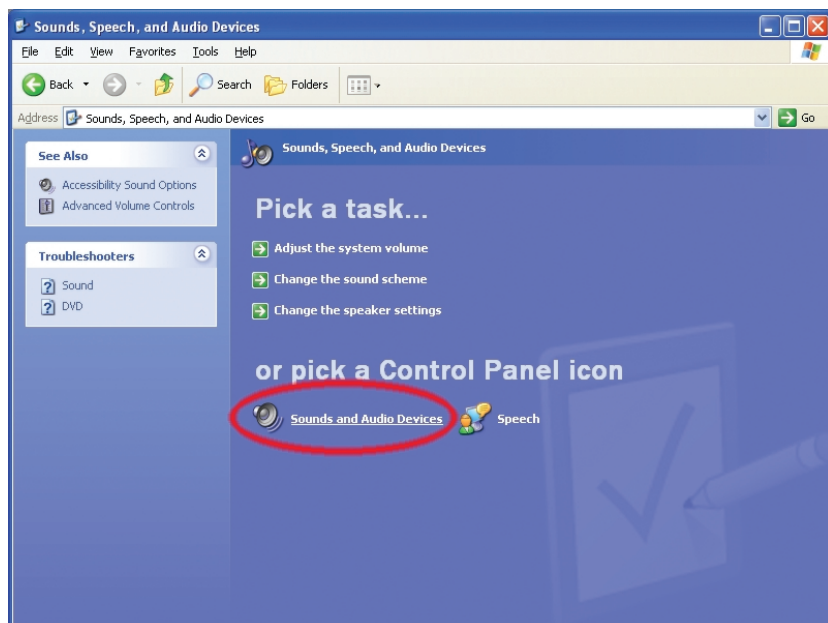 Sounds, Speech, and Audio Devices
File Edit View Favorites Tools Help
Back Search Folders
Address Sounds, Speech, and Audio Devices Go
See Also
Accessibility Sound Options
Advanced Volume Controls
Troubleshooters
Sound
DVD
Sounds, Speech, and Audio Devices
Pick a task...
Adjust the system volume
Change the sound scheme
Change the speaker settings
or pick a Control Panel icon
Sounds and Audio Devices Speech